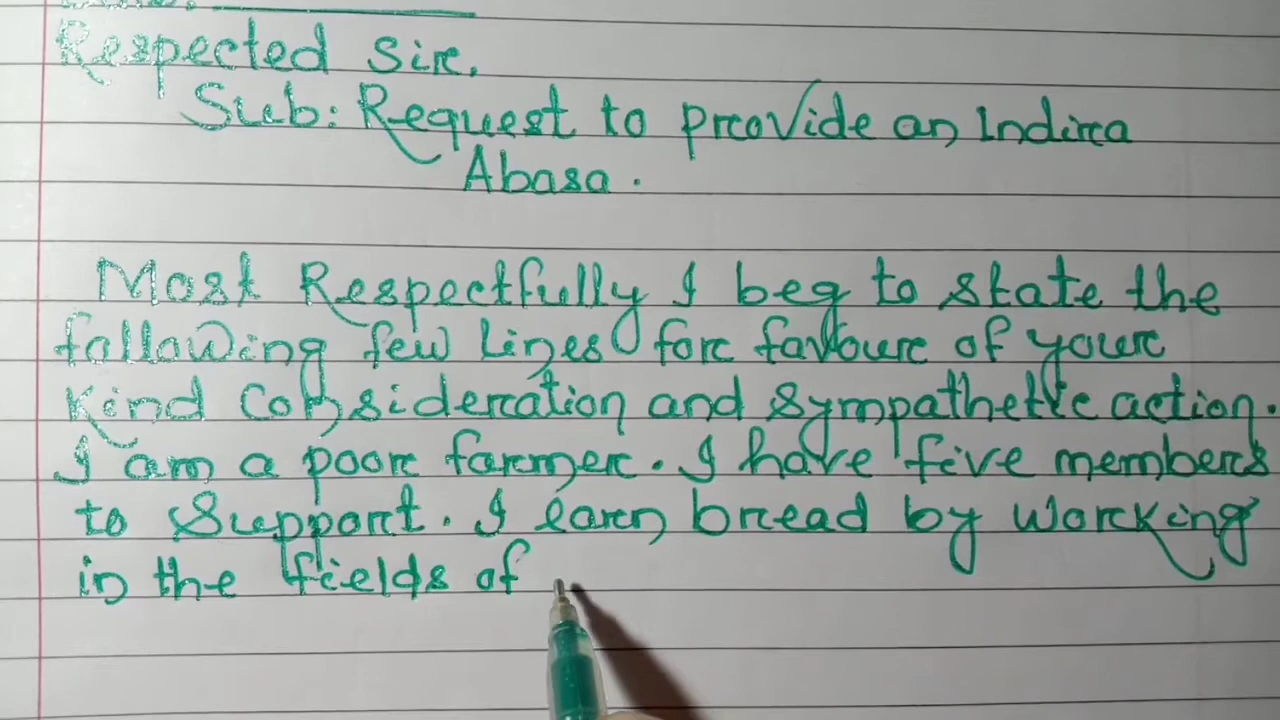 Respected Sir.
Sub: Request to provide an Indira
Abasa.
Most Respectfully I beg to state the
following few lines for favour of your
Kind Consideration and sympathetic action.
I am a poor farmer. I have five members
to Support. I earn bread by working
in the fields of